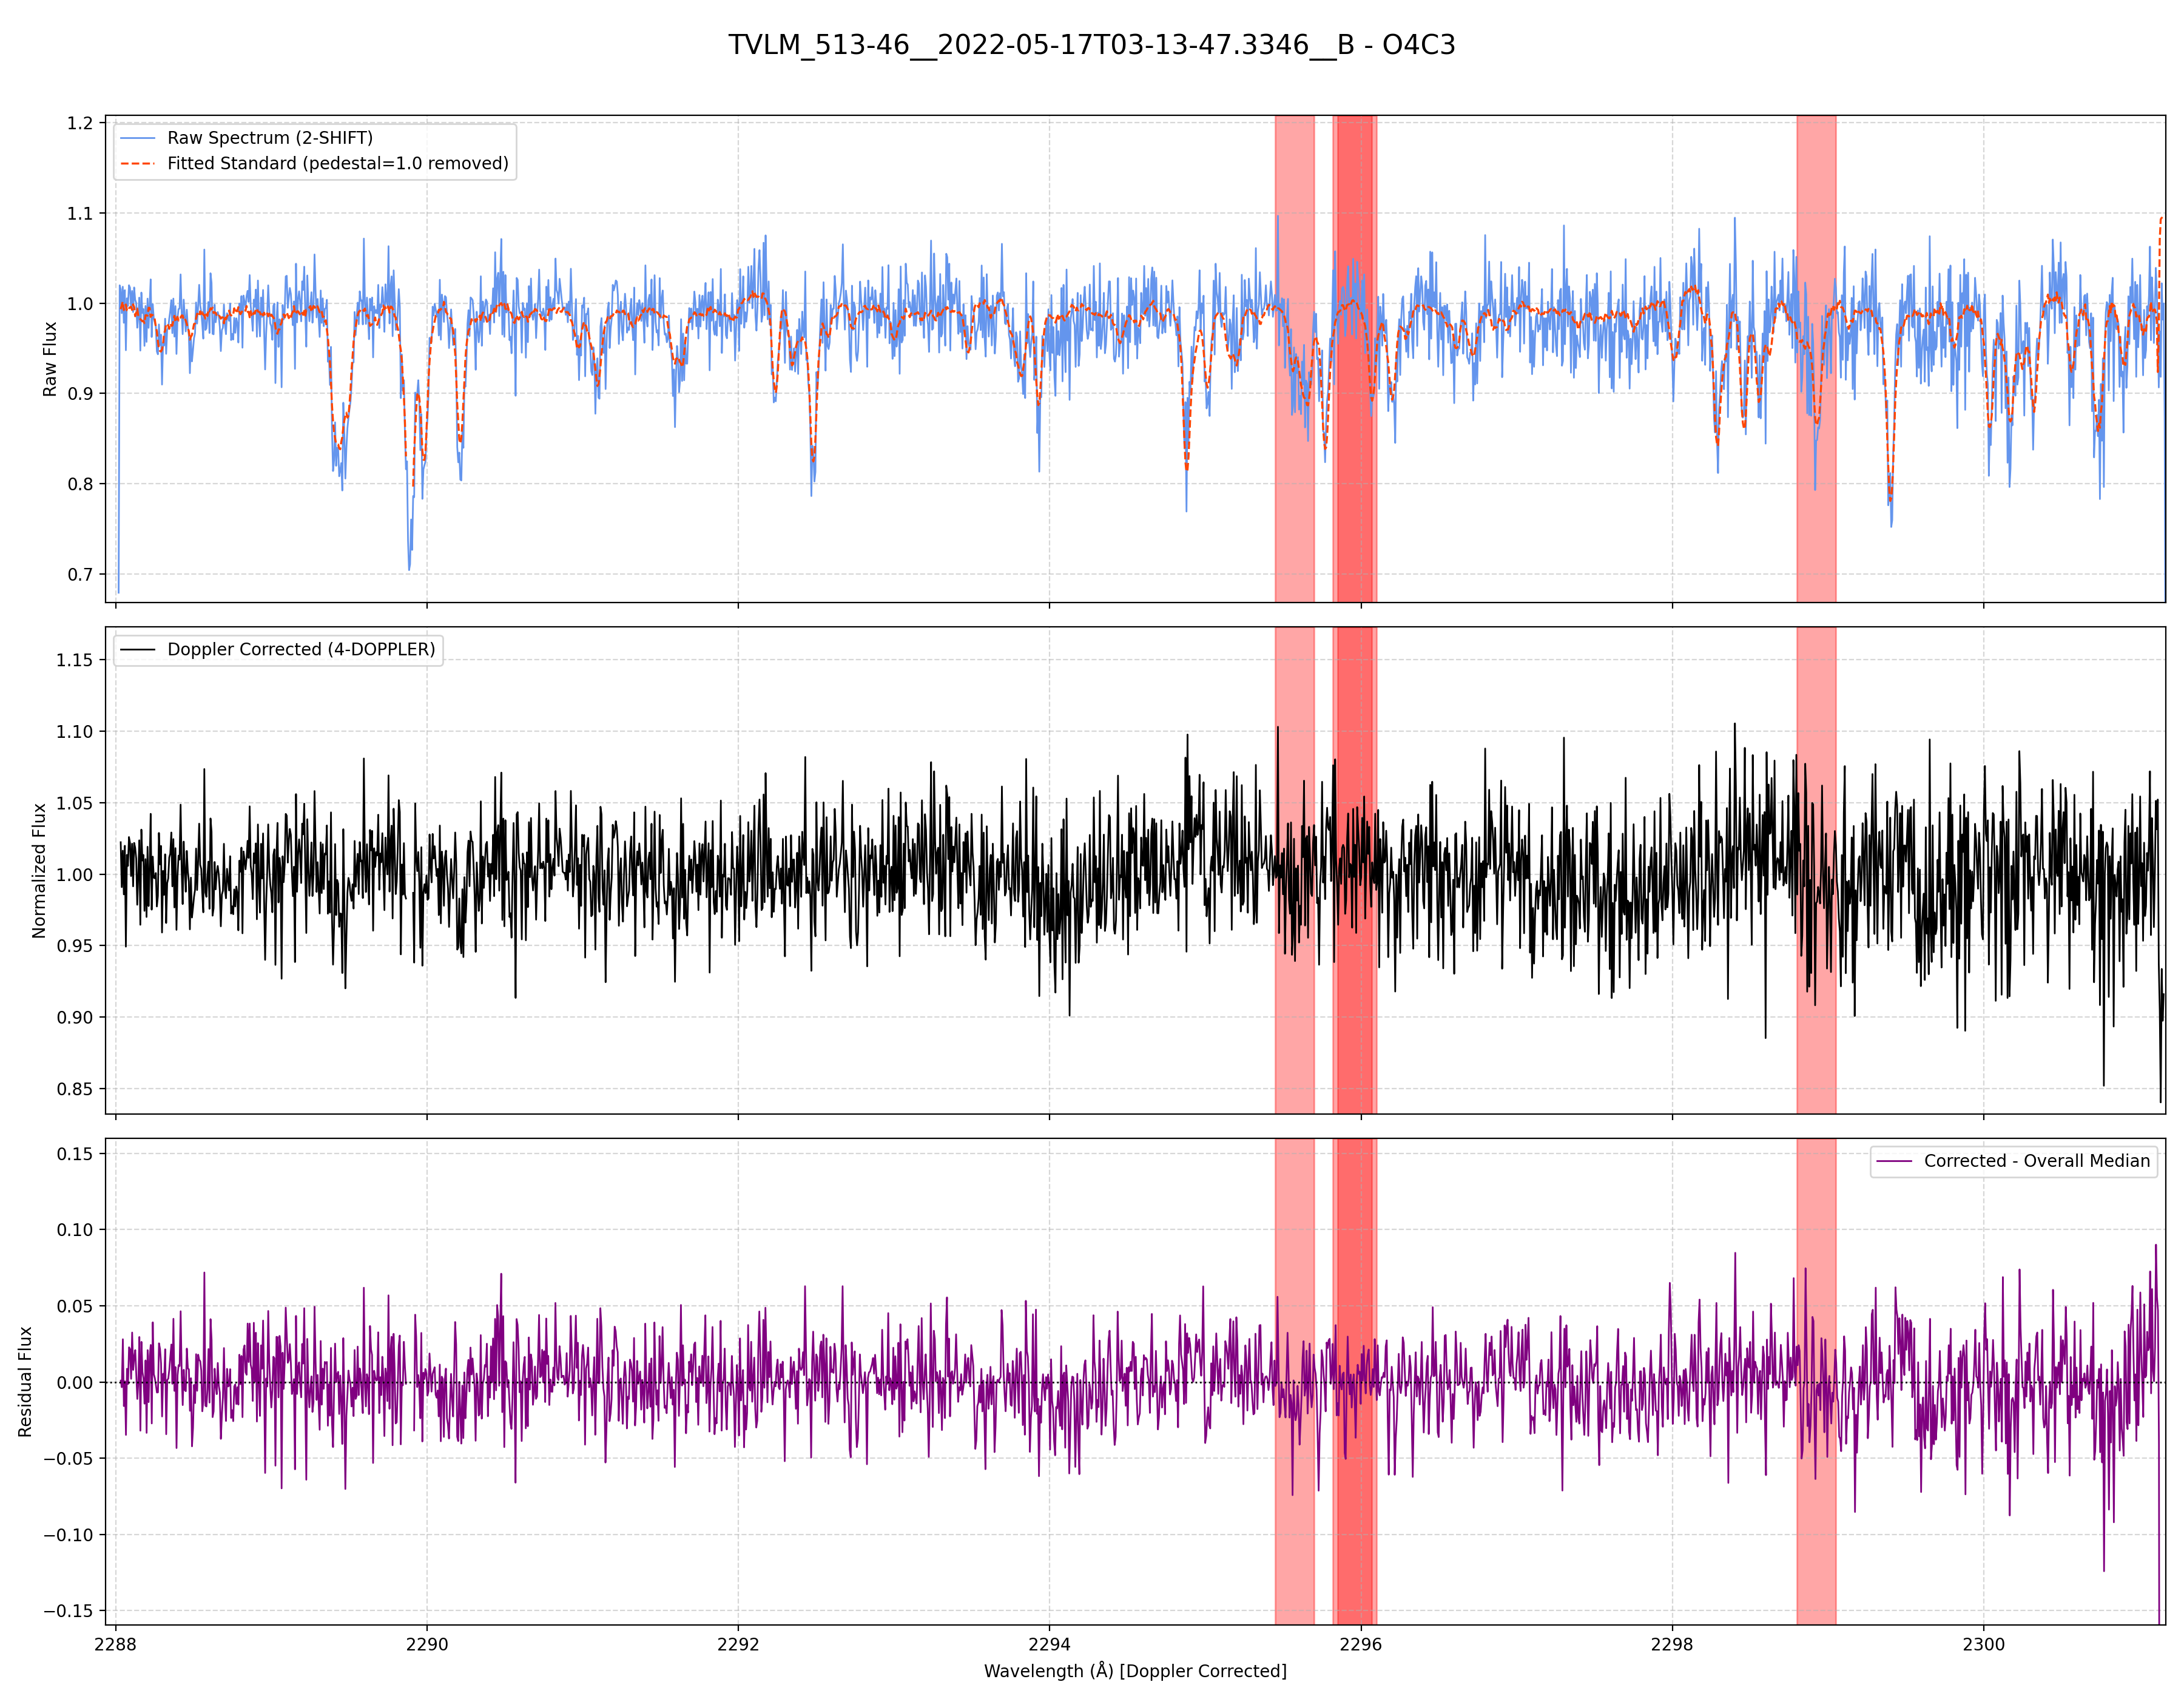 TVLM_513-46__2022-05-17T03-13-47.3346__B - O4C3
Raw Spectrum (2-SHIFT)
Fitted Standard (pedestal=1.0 removed)
Raw Flux
1.2
1.1
1.0
0.9
0.8
0.7
Doppler Corrected (4-DOPPLER)
Normalized Flux
1.15
1.10
1.05
1.00
0.95
0.90
0.85
Corrected - Overall Median
Residual Flux
0.15
0.10
0.05
0.00
−0.05
−0.10
−0.15
2288 2290 2292 2294 2296 2298 2300
Wavelength (Å) [Doppler Corrected]